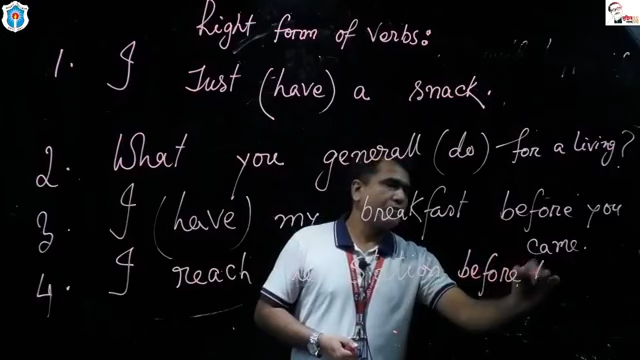 Right form of Verbs:
1. I Just (have) a snack.
2. What you generall (do) for a living?
3. I (have) my breakfast before you
came.
4. I reach station before